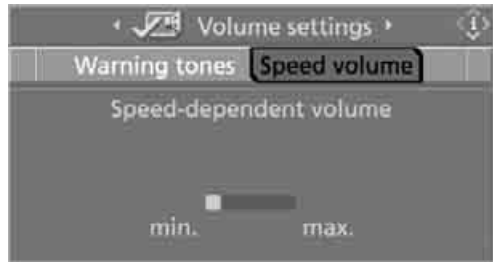 Volume settings
Warning tones Speed volume
Speed-dependent volume
min. max.